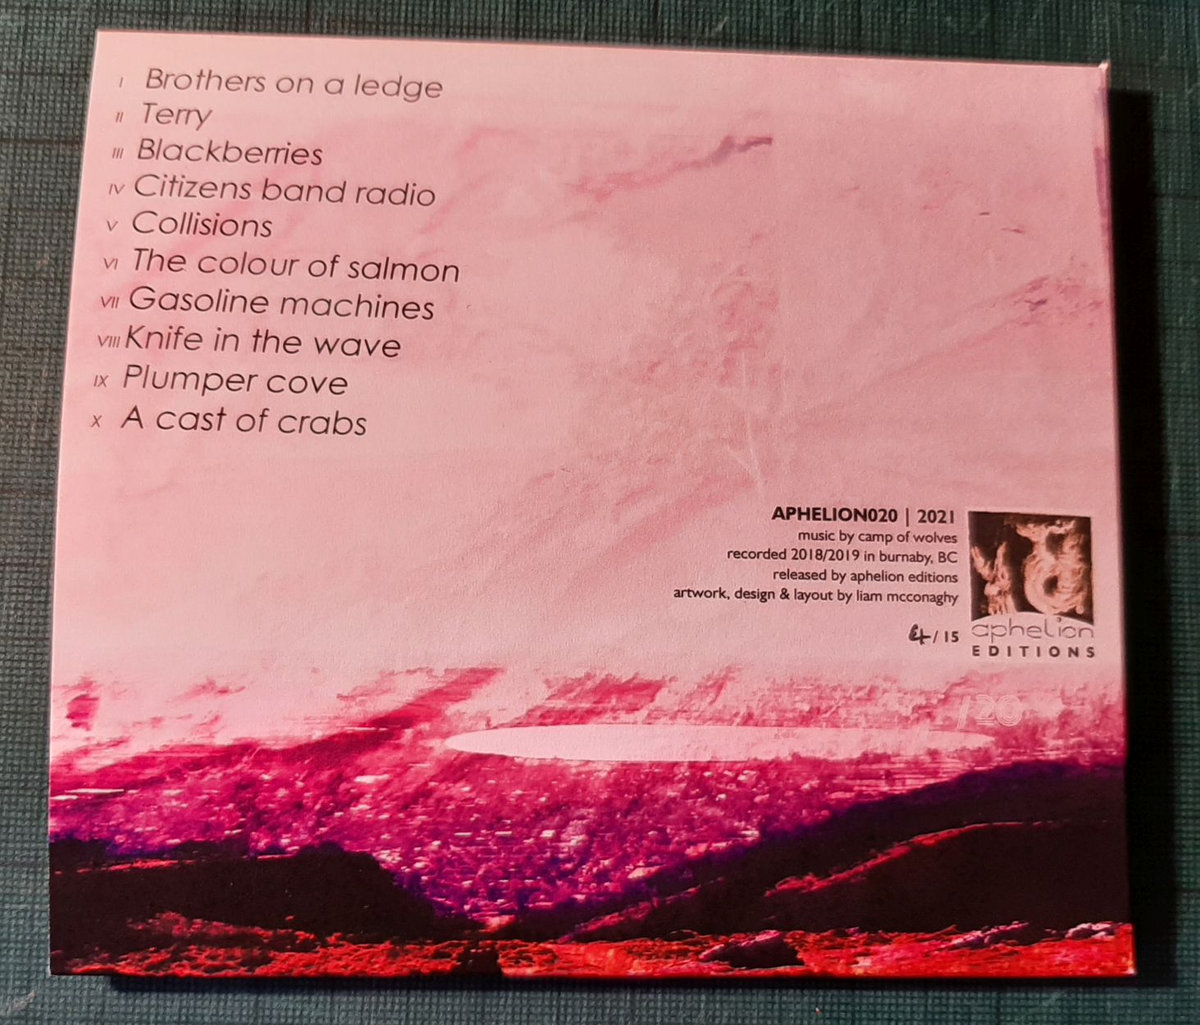 I Brothers on a ledge
II Terry
III Blackberries
IV Citizens band radio
V Collisions
VI The colour of salmon
VII Gasoline machines
VIII Knife in the wave
IX Plumper cove
X A cast of crabs
APHELION020 | 2021
music by camp of wolves
recorded 2018/2019 in burnaby, BC
released by aphelion editions
artwork, design & layout by liam mcconaghy
/15
aphelion
EDITIONS
/20